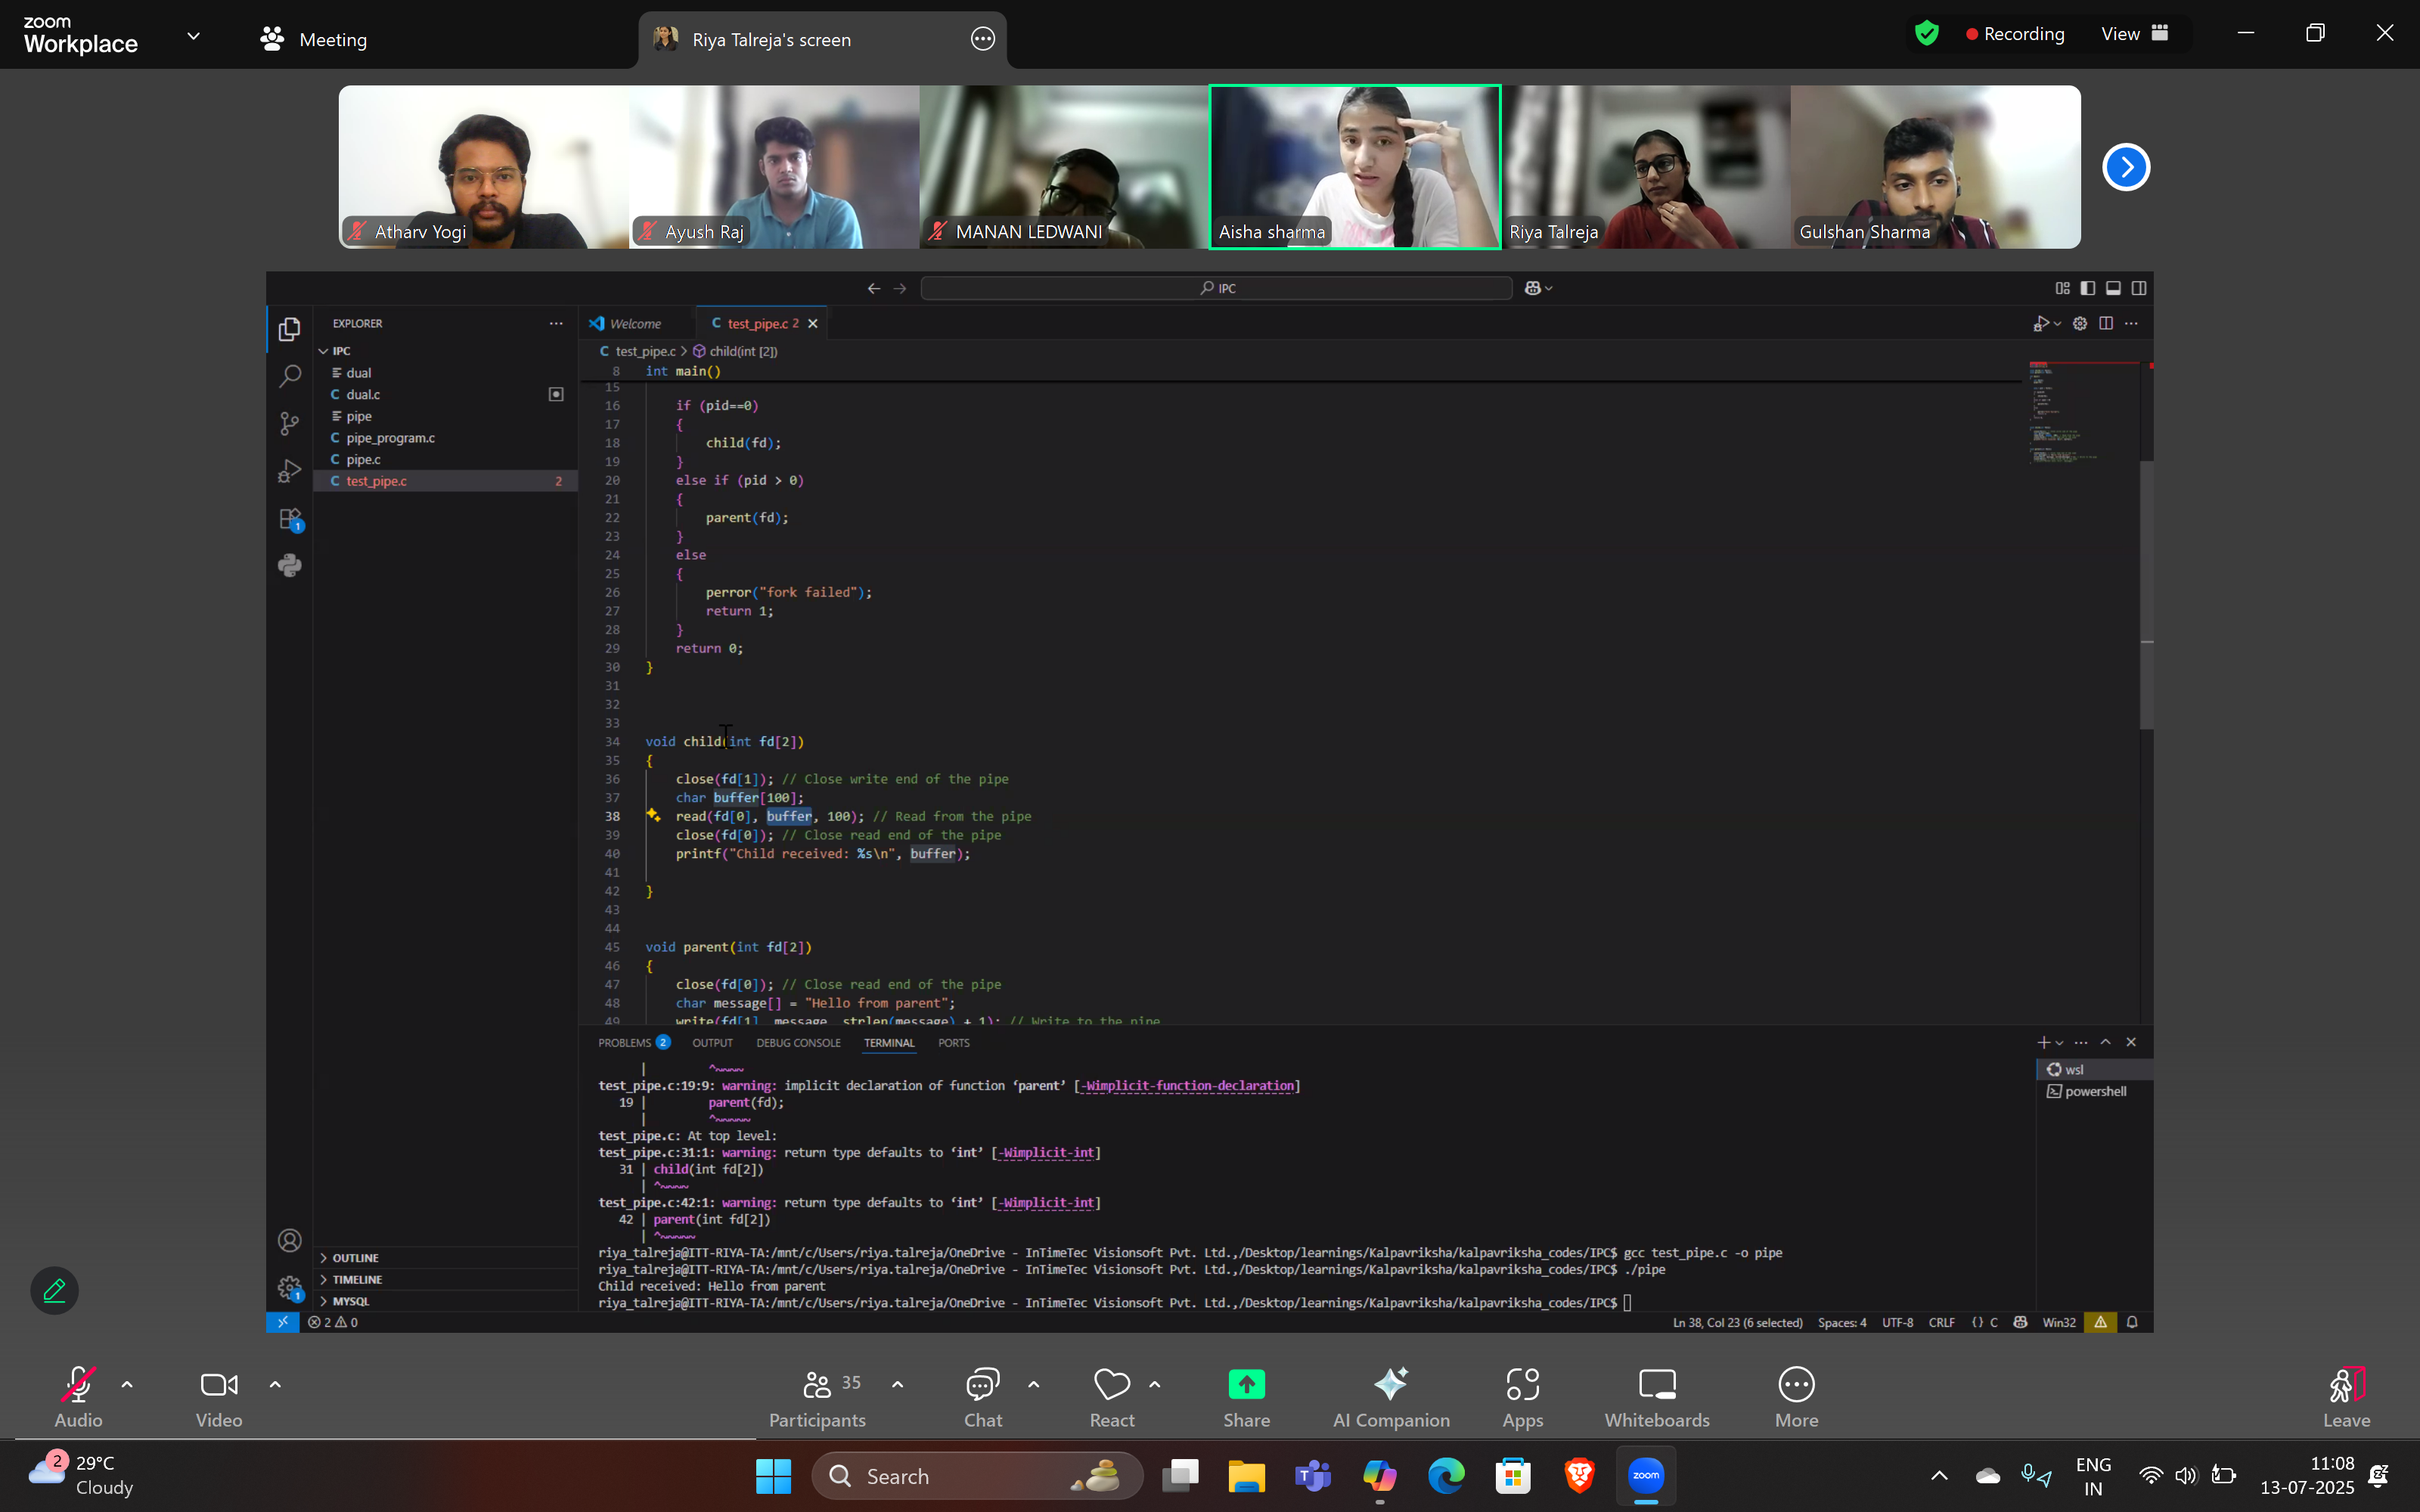 zoom
Workplace
Meeting
Riya Talreja's screen
Recording
View
Atharv Yogi
Ayush Raj
MANAN LEDWANI
Aisha sharma
Riya Talreja
Gulshan Sharma
IPC
EXPLORER
IPC
dual
C dual.c
pipe
C pipe_program.c
C pipe.c
C test_pipe.c 2
1
Welcome
C test_pipe.c 2
C test_pipe.c > child(int [2])
8 int main()
15
16 if (pid==0)
17 {
18 child(fd);
19 }
20 else if (pid > 0)
21 {
22 parent(fd);
23 }
24 else
25 {
26 perror("fork failed");
27 return 1;
28 }
29 return 0;
30 }
31
32
33
34 void child(int fd[2])
35 {
36 close(fd[1]); // Close write end of the pipe
37 char buffer[100];
38 read(fd[0], buffer, 100); // Read from the pipe
39 close(fd[0]); // Close read end of the pipe
40 printf("Child received: %s\n", buffer);
41
42 }
43
44
45 void parent(int fd[2])
46 {
47 close(fd[0]); // Close read end of the pipe
48 char message[] = "Hello from parent";
49 write(fd[1], message, strlen(message) + 1); // Write to the pipe
PROBLEMS 2 OUTPUT DEBUG CONSOLE TERMINAL PORTS
| ^~~~~
test_pipe.c:19:9: warning: implicit declaration of function ‘parent’ [-Wimplicit-function-declaration]
19 | parent(fd);
| ^~~~~~
test_pipe.c: At top level:
test_pipe.c:31:1: warning: return type defaults to ‘int’ [-Wimplicit-int]
31 | child(int fd[2])
| ^~~~~
test_pipe.c:42:1: warning: return type defaults to ‘int’ [-Wimplicit-int]
42 | parent(int fd[2])
| ^~~~~~
riya_talreja@ITT-RIYA-TA:/mnt/c/Users/riya.talreja/OneDrive - InTimeTec Visionsoft Pvt. Ltd.,/Desktop/learnings/Kalpavriksha/kalpavriksha_codes/IPC$ gcc test_pipe.c -o pipe
riya_talreja@ITT-RIYA-TA:/mnt/c/Users/riya.talreja/OneDrive - InTimeTec Visionsoft Pvt. Ltd.,/Desktop/learnings/Kalpavriksha/kalpavriksha_codes/IPC$ ./pipe
Child received: Hello from parent
riya_talreja@ITT-RIYA-TA:/mnt/c/Users/riya.talreja/OneDrive - InTimeTec Visionsoft Pvt. Ltd.,/Desktop/learnings/Kalpavriksha/kalpavriksha_codes/IPC$
wsl
powershell
OUTLINE
TIMELINE
MYSQL
1
2 0
Ln 38, Col 23 (6 selected) Spaces: 4 UTF-8 CRLF {} C Win32
Audio
Video
Participants 35
Chat
React
Share
AI Companion
Apps
Whiteboards
More
Leave
2
29°C
Cloudy
Search
zoom
ENG
IN
11:08
13-07-2025